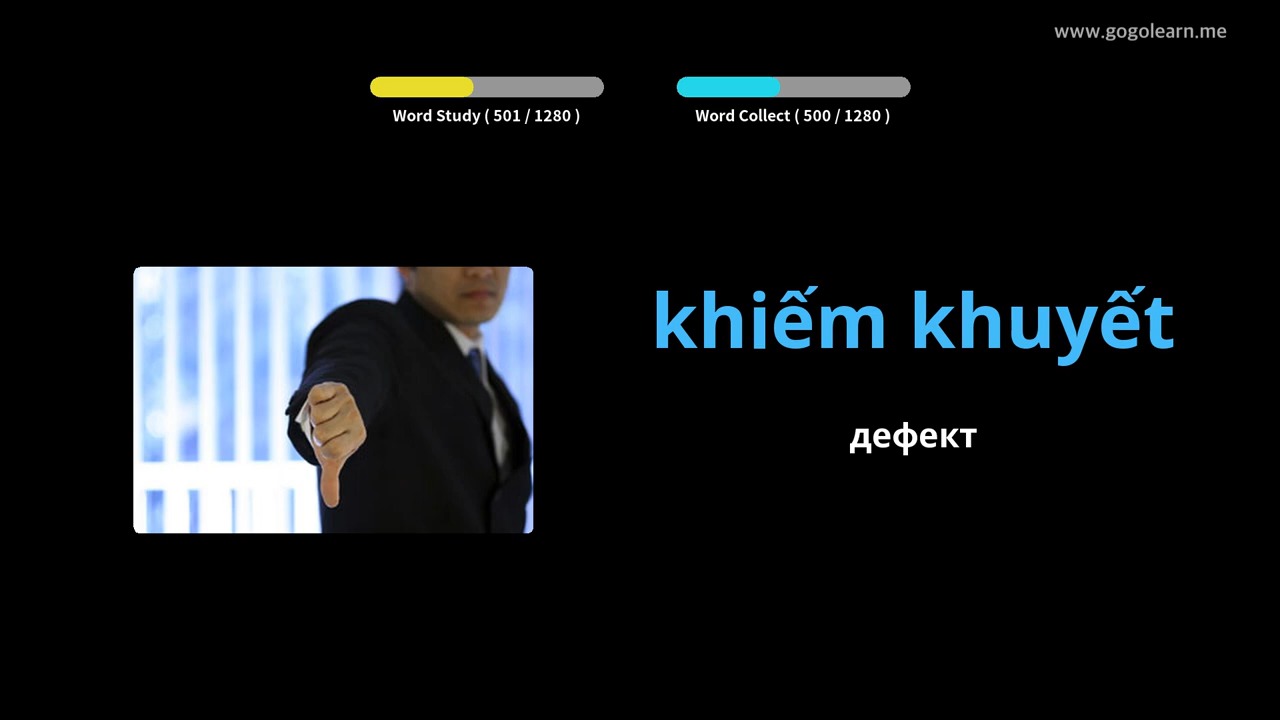 www.gogolearn.me
Word Study ( 501 / 1280 )
Word Collect ( 500 / 1280 )
khiếm khuyết
дефект